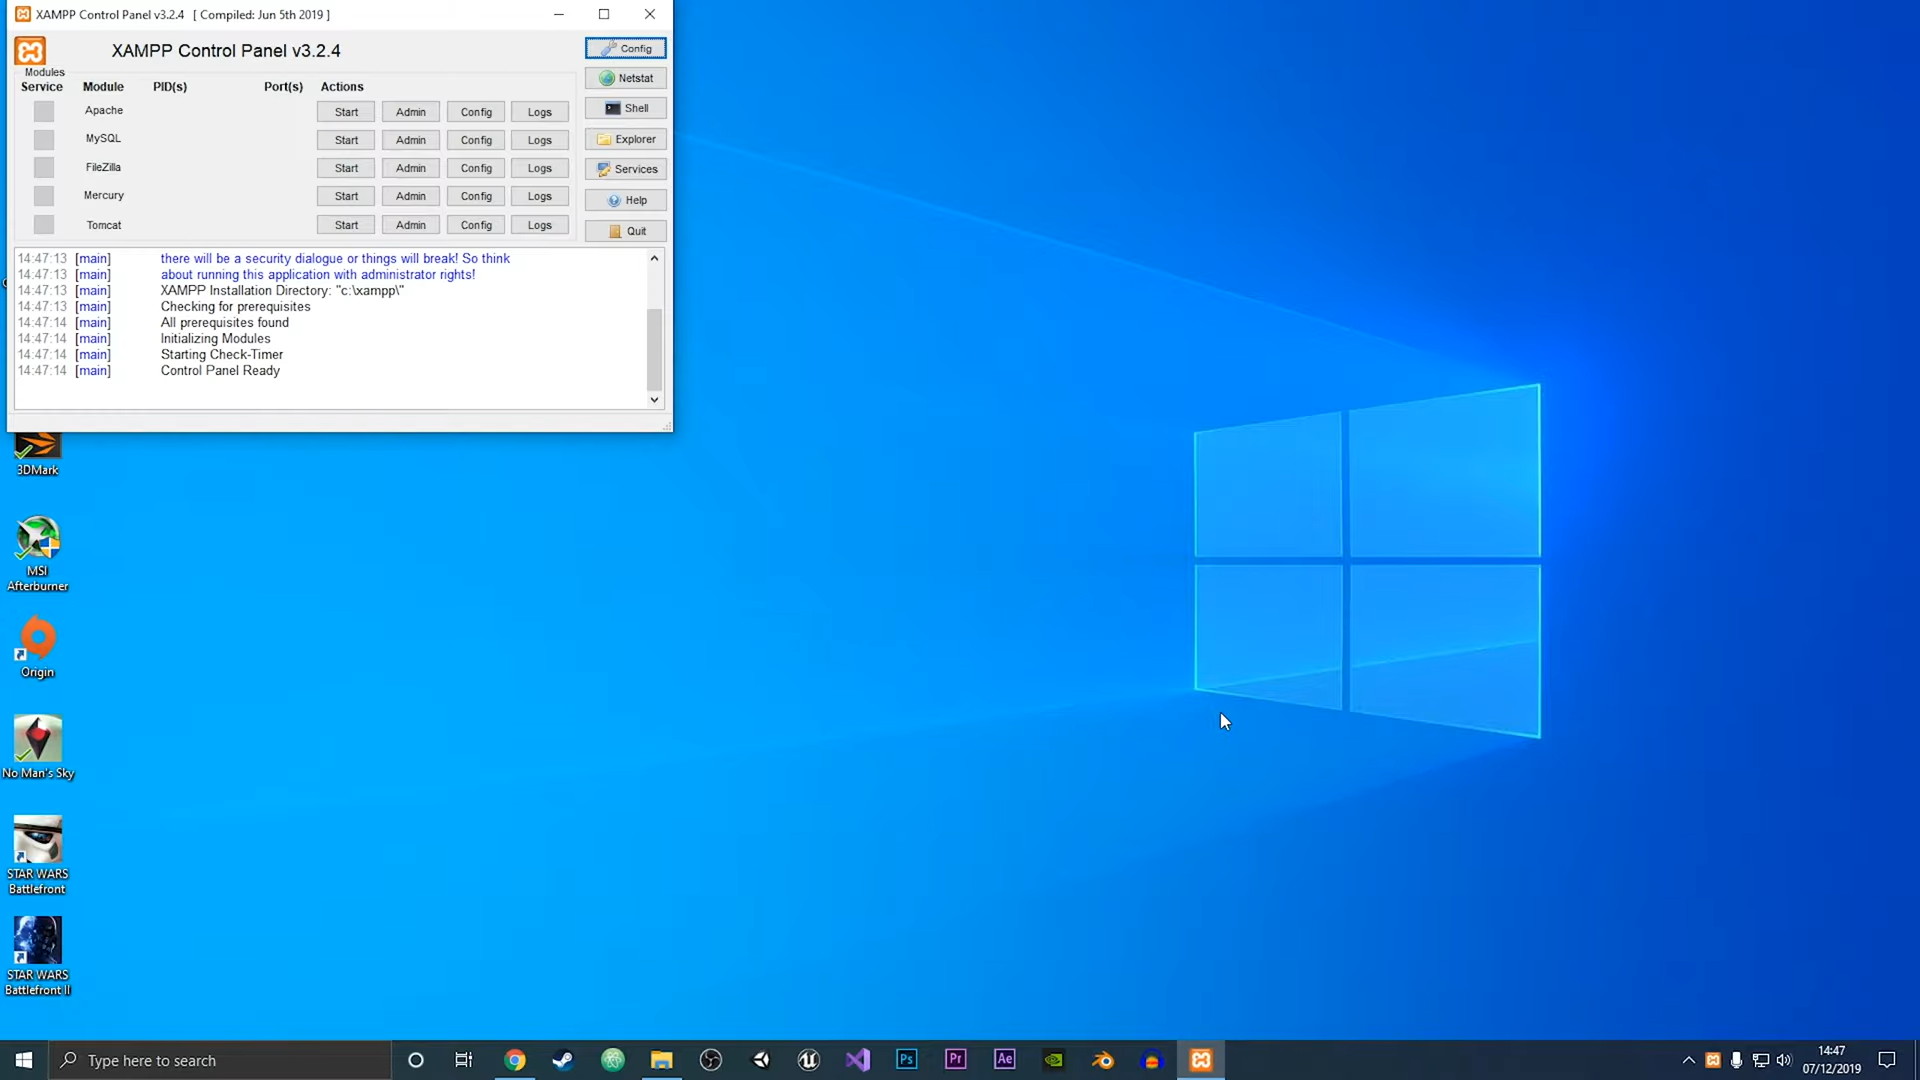 XAMPP Control Panel v3.2.4 [ Compiled: Jun 5th 2019 ]
XAMPP Control Panel v3.2.4
Config
Modules
Service Module PID(s) Port(s) Actions
Netstat
Apache Start Admin Config Logs
Shell
MySQL Start Admin Config Logs
Explorer
FileZilla Start Admin Config Logs
Services
Mercury Start Admin Config Logs
Help
Tomcat Start Admin Config Logs
Quit
14:47:13 [main] there will be a security dialogue or things will break! So think
14:47:13 [main] about running this application with administrator rights!
14:47:13 [main] XAMPP Installation Directory: "c:\xampp\"
14:47:13 [main] Checking for prerequisites
14:47:14 [main] All prerequisites found
14:47:14 [main] Initializing Modules
14:47:14 [main] Starting Check-Timer
14:47:14 [main] Control Panel Ready
3DMark
MSI
Afterburner
Origin
No Man's Sky
STAR WARS
Battlefront
STAR WARS
Battlefront II
Type here to search
Ps
Pr
Ae
14:47
07/12/2019